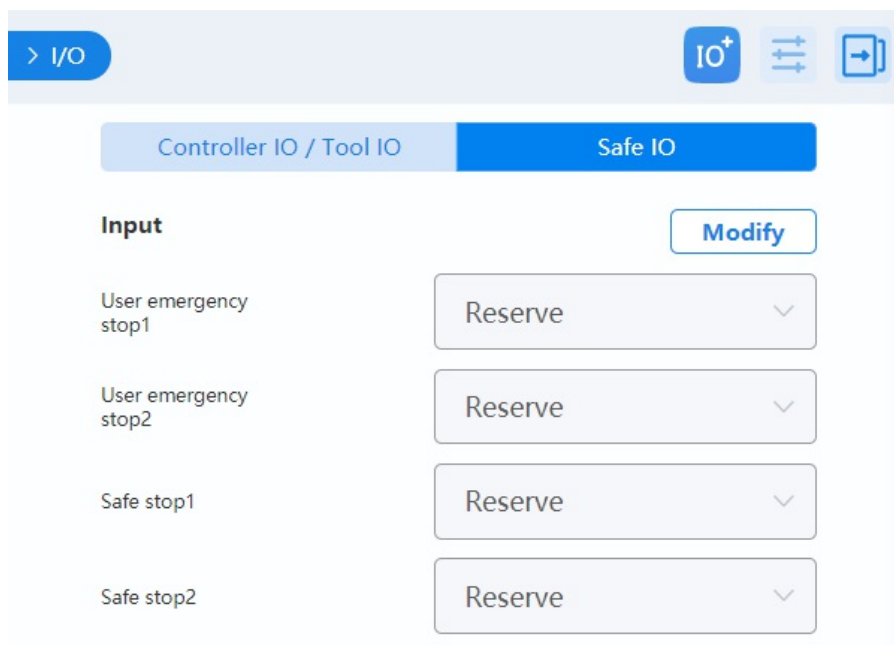 > I/O
IO+
Controller IO / Tool IO
Safe IO
Input
Modify
User emergency
stop1
Reserve
User emergency
stop2
Reserve
Safe stop1
Reserve
Safe stop2
Reserve